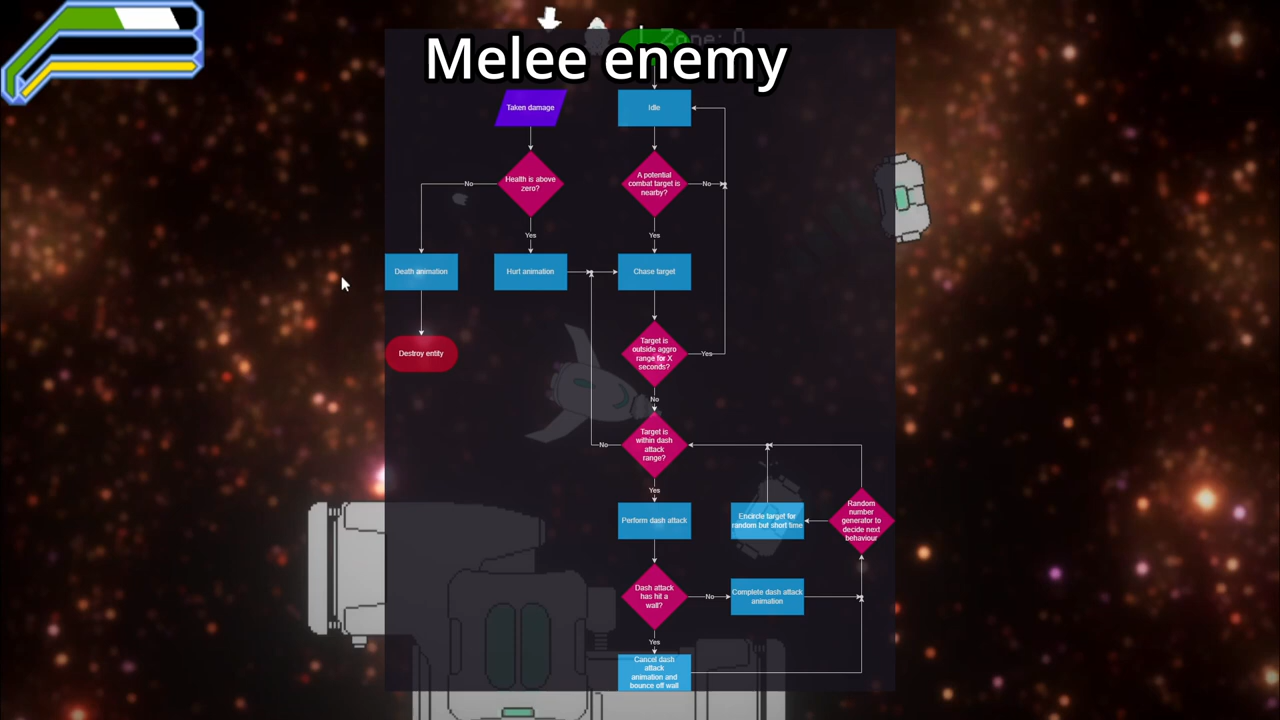 Zone: 0
Melee enemy
Taken damage
Idle
Health is above
zero?
A potential
combat target is
nearby?
No
No
Yes
Yes
Death animation
Hurt animation
Chase target
Target is
outside aggro
range for X
seconds?
Yes
Destroy entity
No
Target is
within dash
attack
range?
No
Yes
Perform dash attack
Encircle target for
random but short time
Random
number
generator to
decide next
behaviour
Dash attack
has hit a
wall?
No
Complete dash attack
animation
Yes
Cancel dash
attack
animation and
bounce off wall